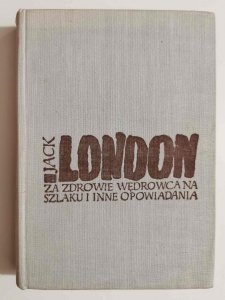 JACK
LONDON
ZA ZDROWIE WĘDROWCA NA
SZLAKU I INNE OPOWIADANIA